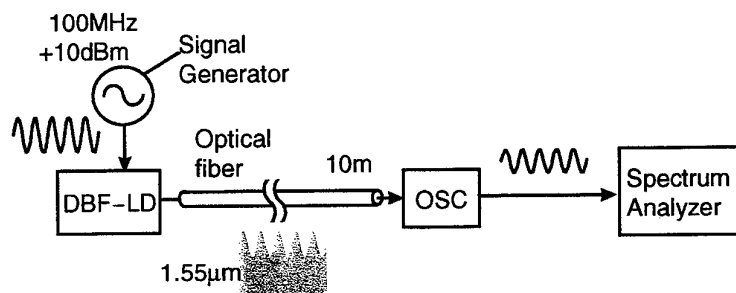 100MHz
+10dBm
Signal
Generator
Optical
fiber
10m
DBF-LD
OSC
Spectrum
Analyzer
1.55μm